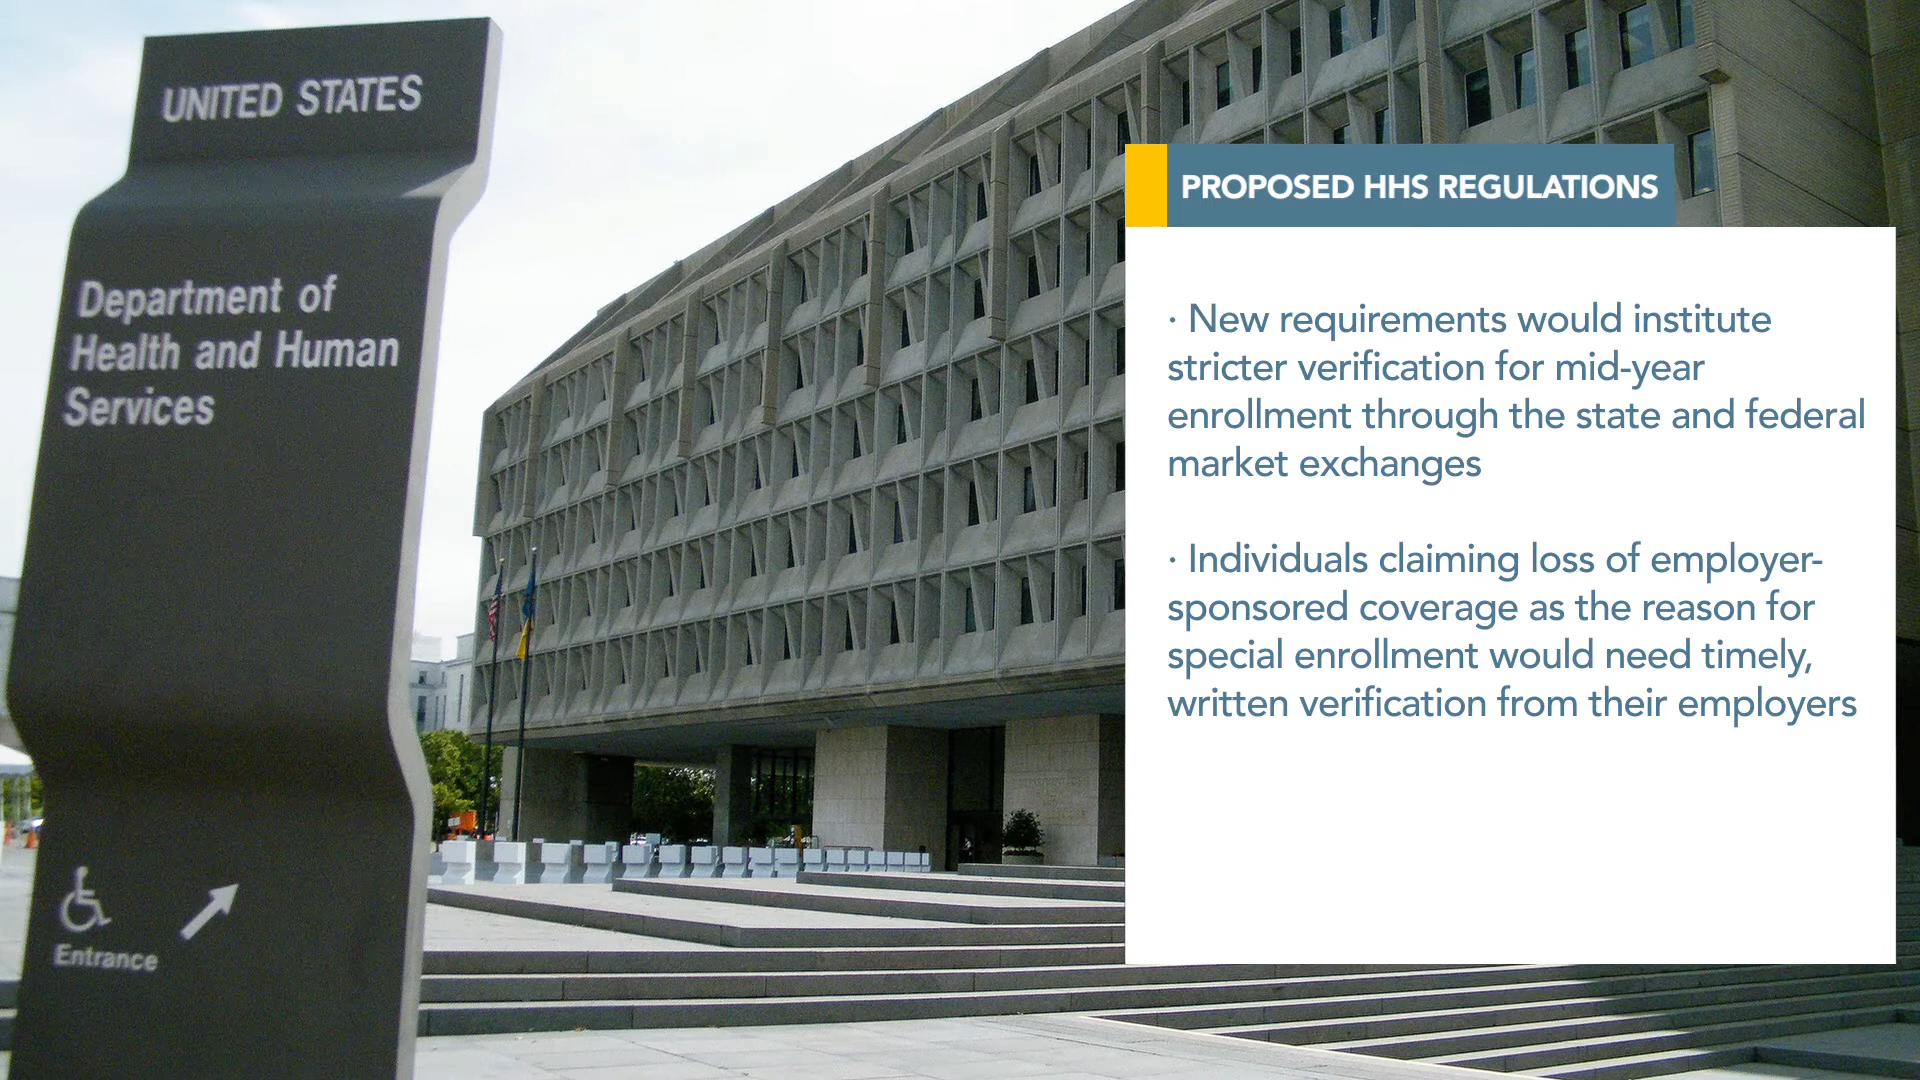 UNITED STATES
Department of
Health and Human
Services
Entrance
PROPOSED HHS REGULATIONS
· New requirements would institute
stricter verification for mid-year
enrollment through the state and federal
market exchanges
· Individuals claiming loss of employer-
sponsored coverage as the reason for
special enrollment would need timely,
written verification from their employers